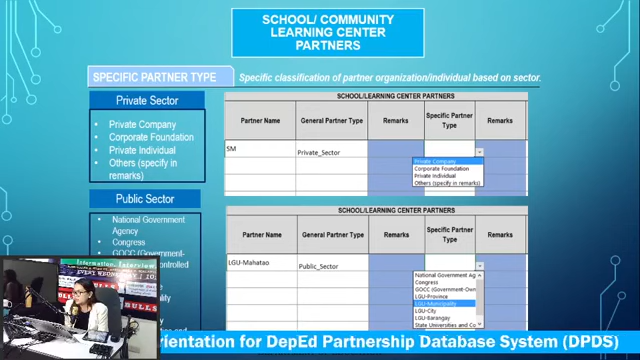 SCHOOL/ COMMUNITY
LEARNING CENTER
PARTNERS
SPECIFIC PARTNER TYPE
Specific classification of partner organization/individual based on sector.
Private Sector
• Private Company
• Corporate Foundation
• Private Individual
• Others (specify in
remarks)
Public Sector
• National Government
Agency
• Congress
• GOCC (Government-
ntrolled
SCHOOL/LEARNING CENTER PARTNERS
Partner Name
General Partner Type
Remarks
Specific Partner
Type
Remarks
SM
Private_Sector
Private Company
Corporate Foundation
Private Individual
Others (specify in remarks)
SCHOOL/LEARNING CENTER PARTNERS
Partner Name
General Partner Type
Remarks
Specific Partner
Type
Remarks
LGU-Mahatao
Public_Sector
National Government Ag
Congress
GOCC (Government-Own
LGU-Province
LGU-Municipality
LGU-City
LGU-Barangay
State Universities and Co
BULLS
rientation for DepEd Partnership Database System (DPDS)